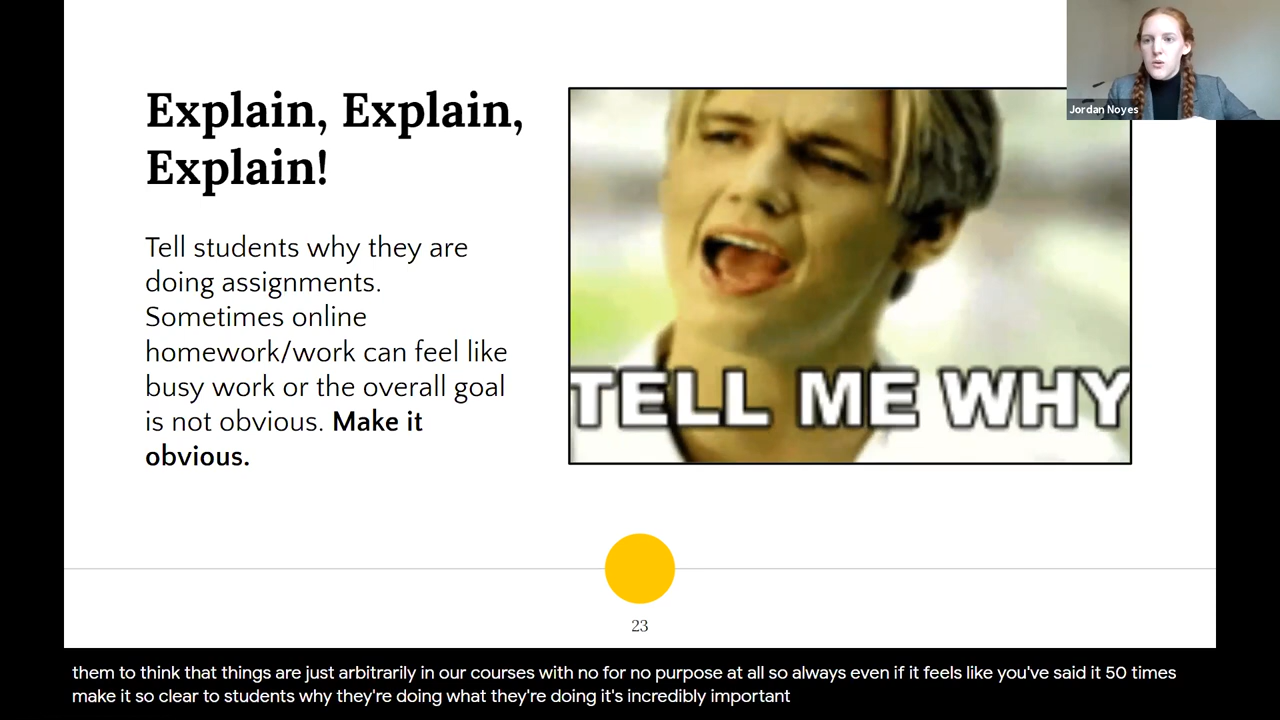 Explain, Explain,
Explain!
Tell students why they are
doing assignments.
Sometimes online
homework/work can feel like
busy work or the overall goal
is not obvious. Make it
obvious.
TELL ME WHY
Jordan Noyes
23
them to think that things are just arbitrarily in our courses with no for no purpose at all so always even if it feels like you've said it 50 times
make it so clear to students why they're doing what they're doing it's incredibly important